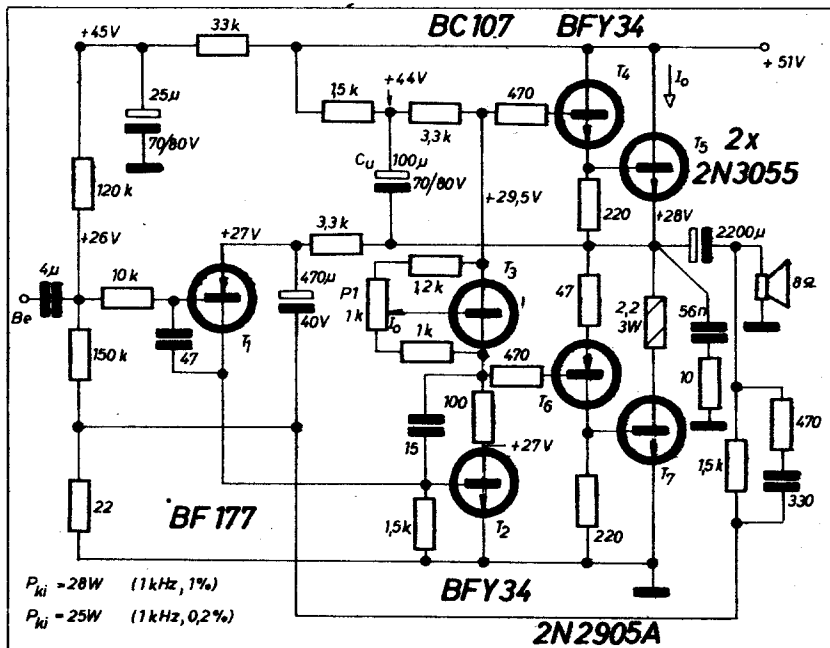 BC107 BFY34
+45V
33k
+51V
25µ
70/80V
1,5k
+44V
3,3k
470
T4
I₀
T5
2x
2N3055
Cu
100µ
70/80V
120k
+29,5V
220
+28V
2200µ
+26V
+27V
3,3k
4µ
10k
470µ
40V
P1
1k
I₀
1,2k
T3
47
2,2
3W
56n
8Ω
Be
47
T1
1k
150k
470
T6
10
100
+27V
15
T7
470
1,5k
330
22
BF177
1,5k
T2
220
Pki = 28W (1kHz, 1%)
Pki = 25W (1kHz, 0,2%)
BFY34
2N2905A